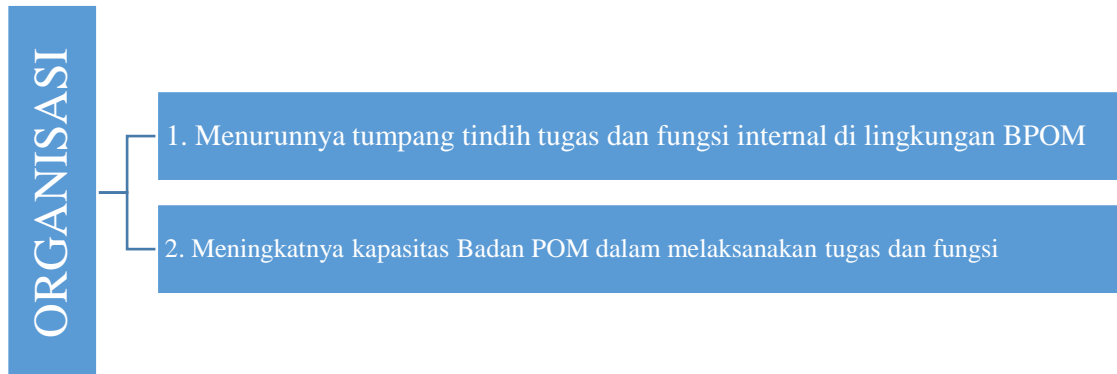 ORGANISASI
1. Menurunnya tumpang tindih tugas dan fungsi internal di lingkungan BPOM
2. Meningkatnya kapasitas Badan POM dalam melaksanakan tugas dan fungsi